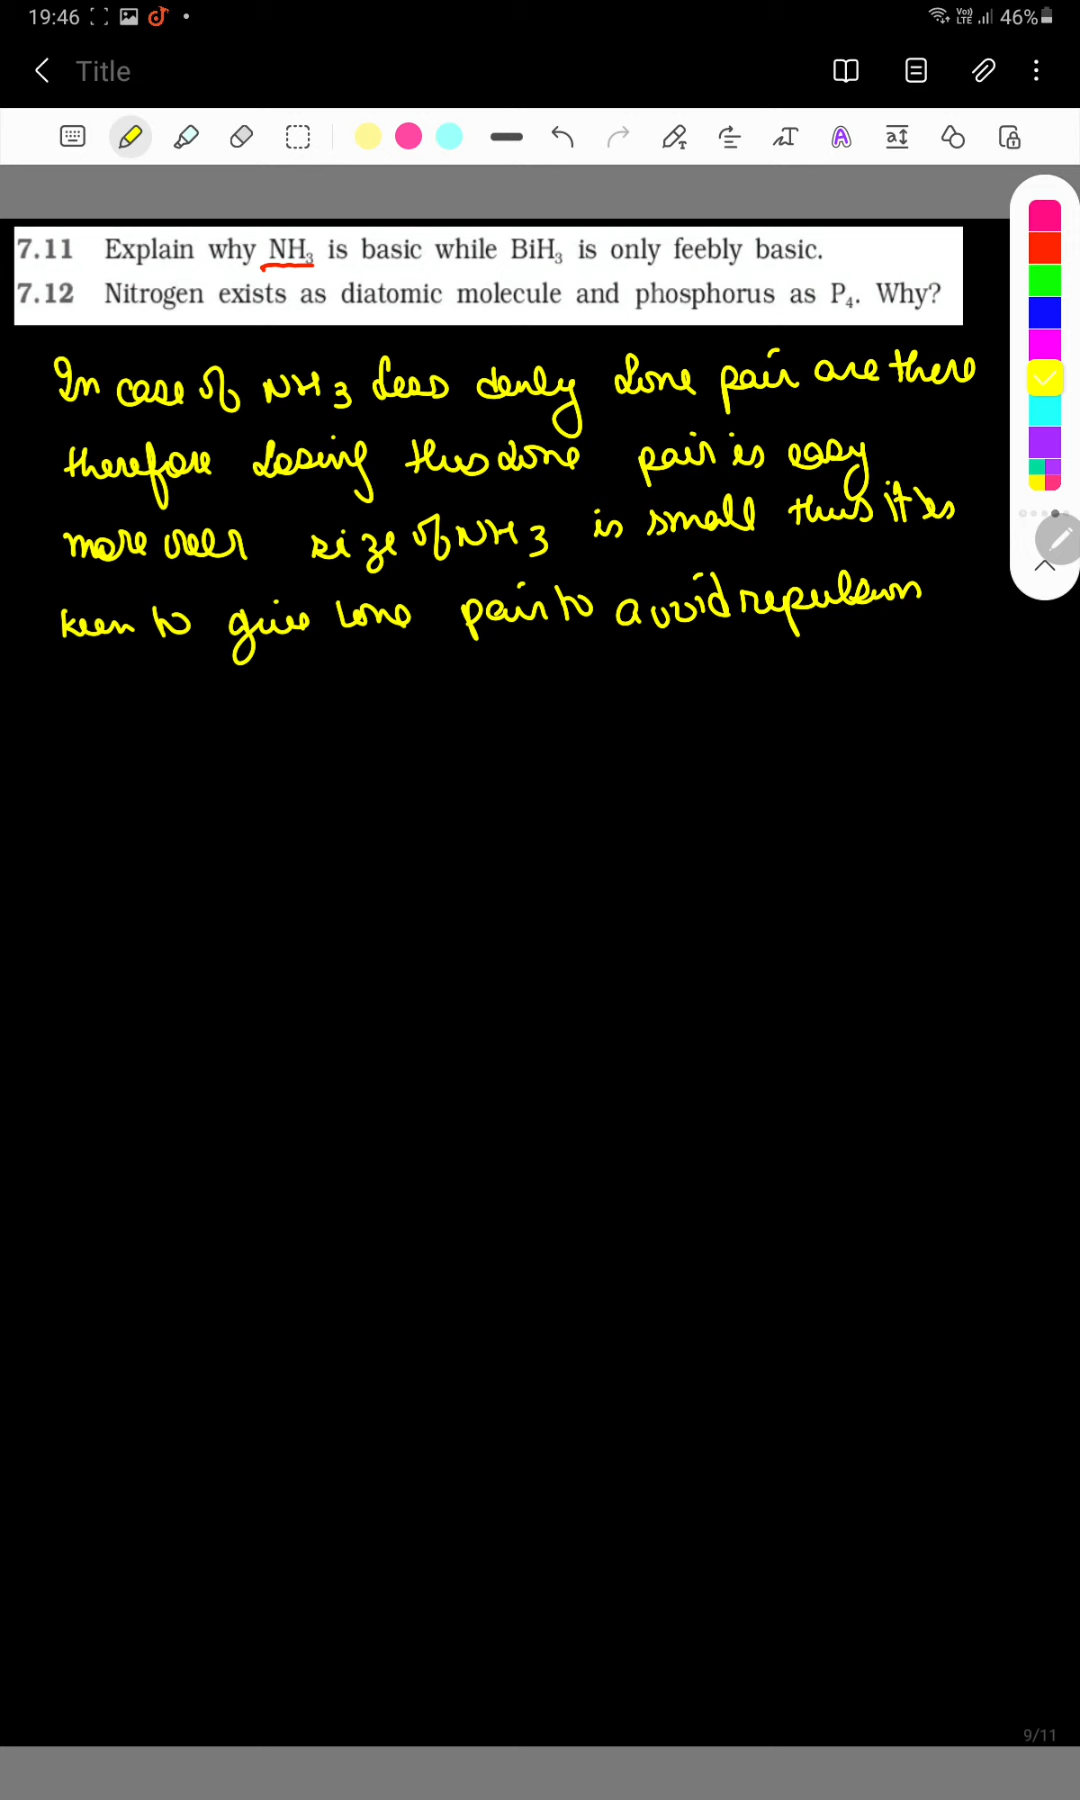 19:46
46%
Title
7.11 Explain why NH₃ is basic while BiH₃ is only feebly basic.
7.12 Nitrogen exists as diatomic molecule and phosphorus as P₄. Why?
In case of NH3 less lone pair are there
therefore losing this lone pair is easy
more over size of NH3 is small thus it is
keen to give lone pair to avoid repulsion
9/11